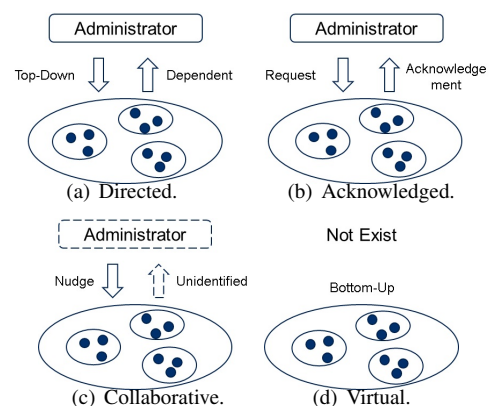 Administrator
Top-Down
Dependent
(a) Directed.
Administrator
Request
Acknowledge
ment
(b) Acknowledged.
Administrator
Nudge
Unidentified
(c) Collaborative.
Not Exist
Bottom-Up
(d) Virtual.